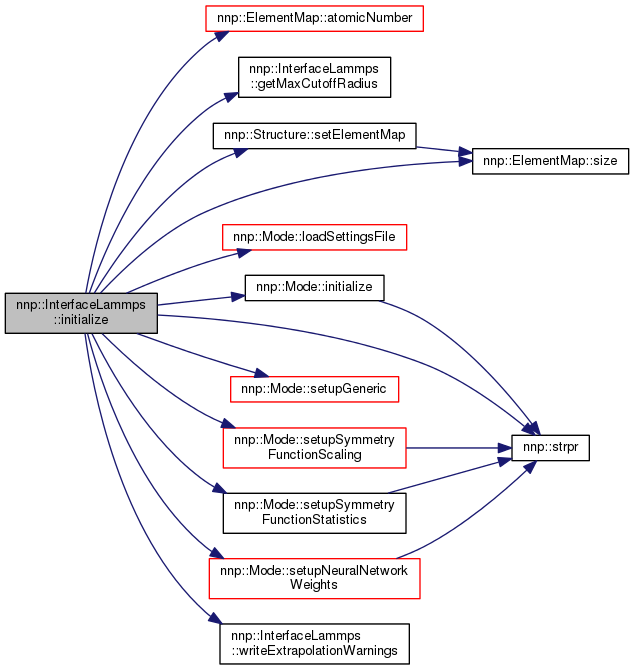 nnp::ElementMap::atomicNumber
nnp::InterfaceLammps
::getMaxCutoffRadius
nnp::Structure::setElementMap
nnp::ElementMap::size
nnp::Mode::loadSettingsFile
nnp::InterfaceLammps
::initialize
nnp::Mode::initialize
nnp::Mode::setupGeneric
nnp::Mode::setupSymmetry
FunctionScaling
nnp::strpr
nnp::Mode::setupSymmetry
FunctionStatistics
nnp::Mode::setupNeuralNetwork
Weights
nnp::InterfaceLammps
::writeExtrapolationWarnings